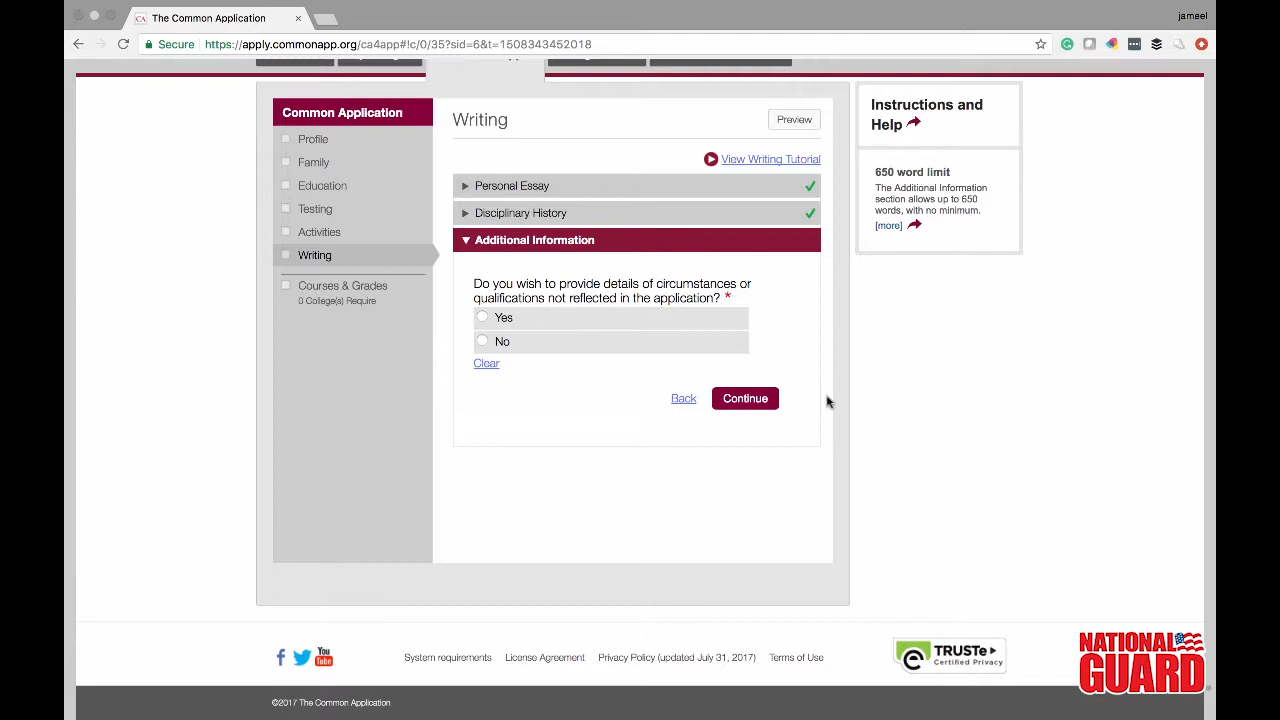 The Common Application
jameel
Secure
https://apply.commonapp.org/ca4app#!c/0/35?sid=6&t=1508343452018
Common Application
Profile
Family
Education
Testing
Activities
Writing
Courses & Grades
0 College(s) Require
Writing
Preview
View Writing Tutorial
Personal Essay
Disciplinary History
Additional Information
Do you wish to provide details of circumstances or
qualifications not reflected in the application? *
Yes
No
Clear
Back
Continue
Instructions and
Help
650 word limit
The Additional Information
section allows up to 650
words, with no minimum.
[more]
You
Tube
System requirements
License Agreement
Privacy Policy (updated July 31, 2017)
Terms of Use
TRUSTe
Certified Privacy
NATIONAL
GUARD
©2017 The Common Application